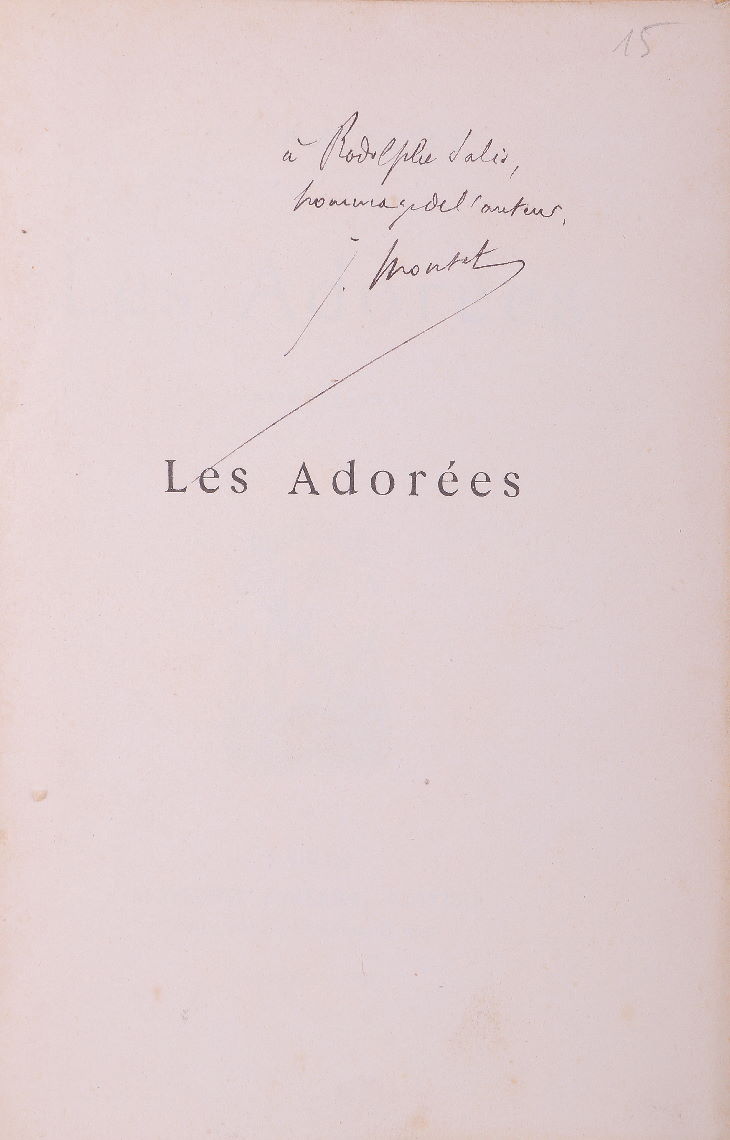 15
à Rodolphe Salis,
hommage de l'auteur,
J. Montet
Les Adorées